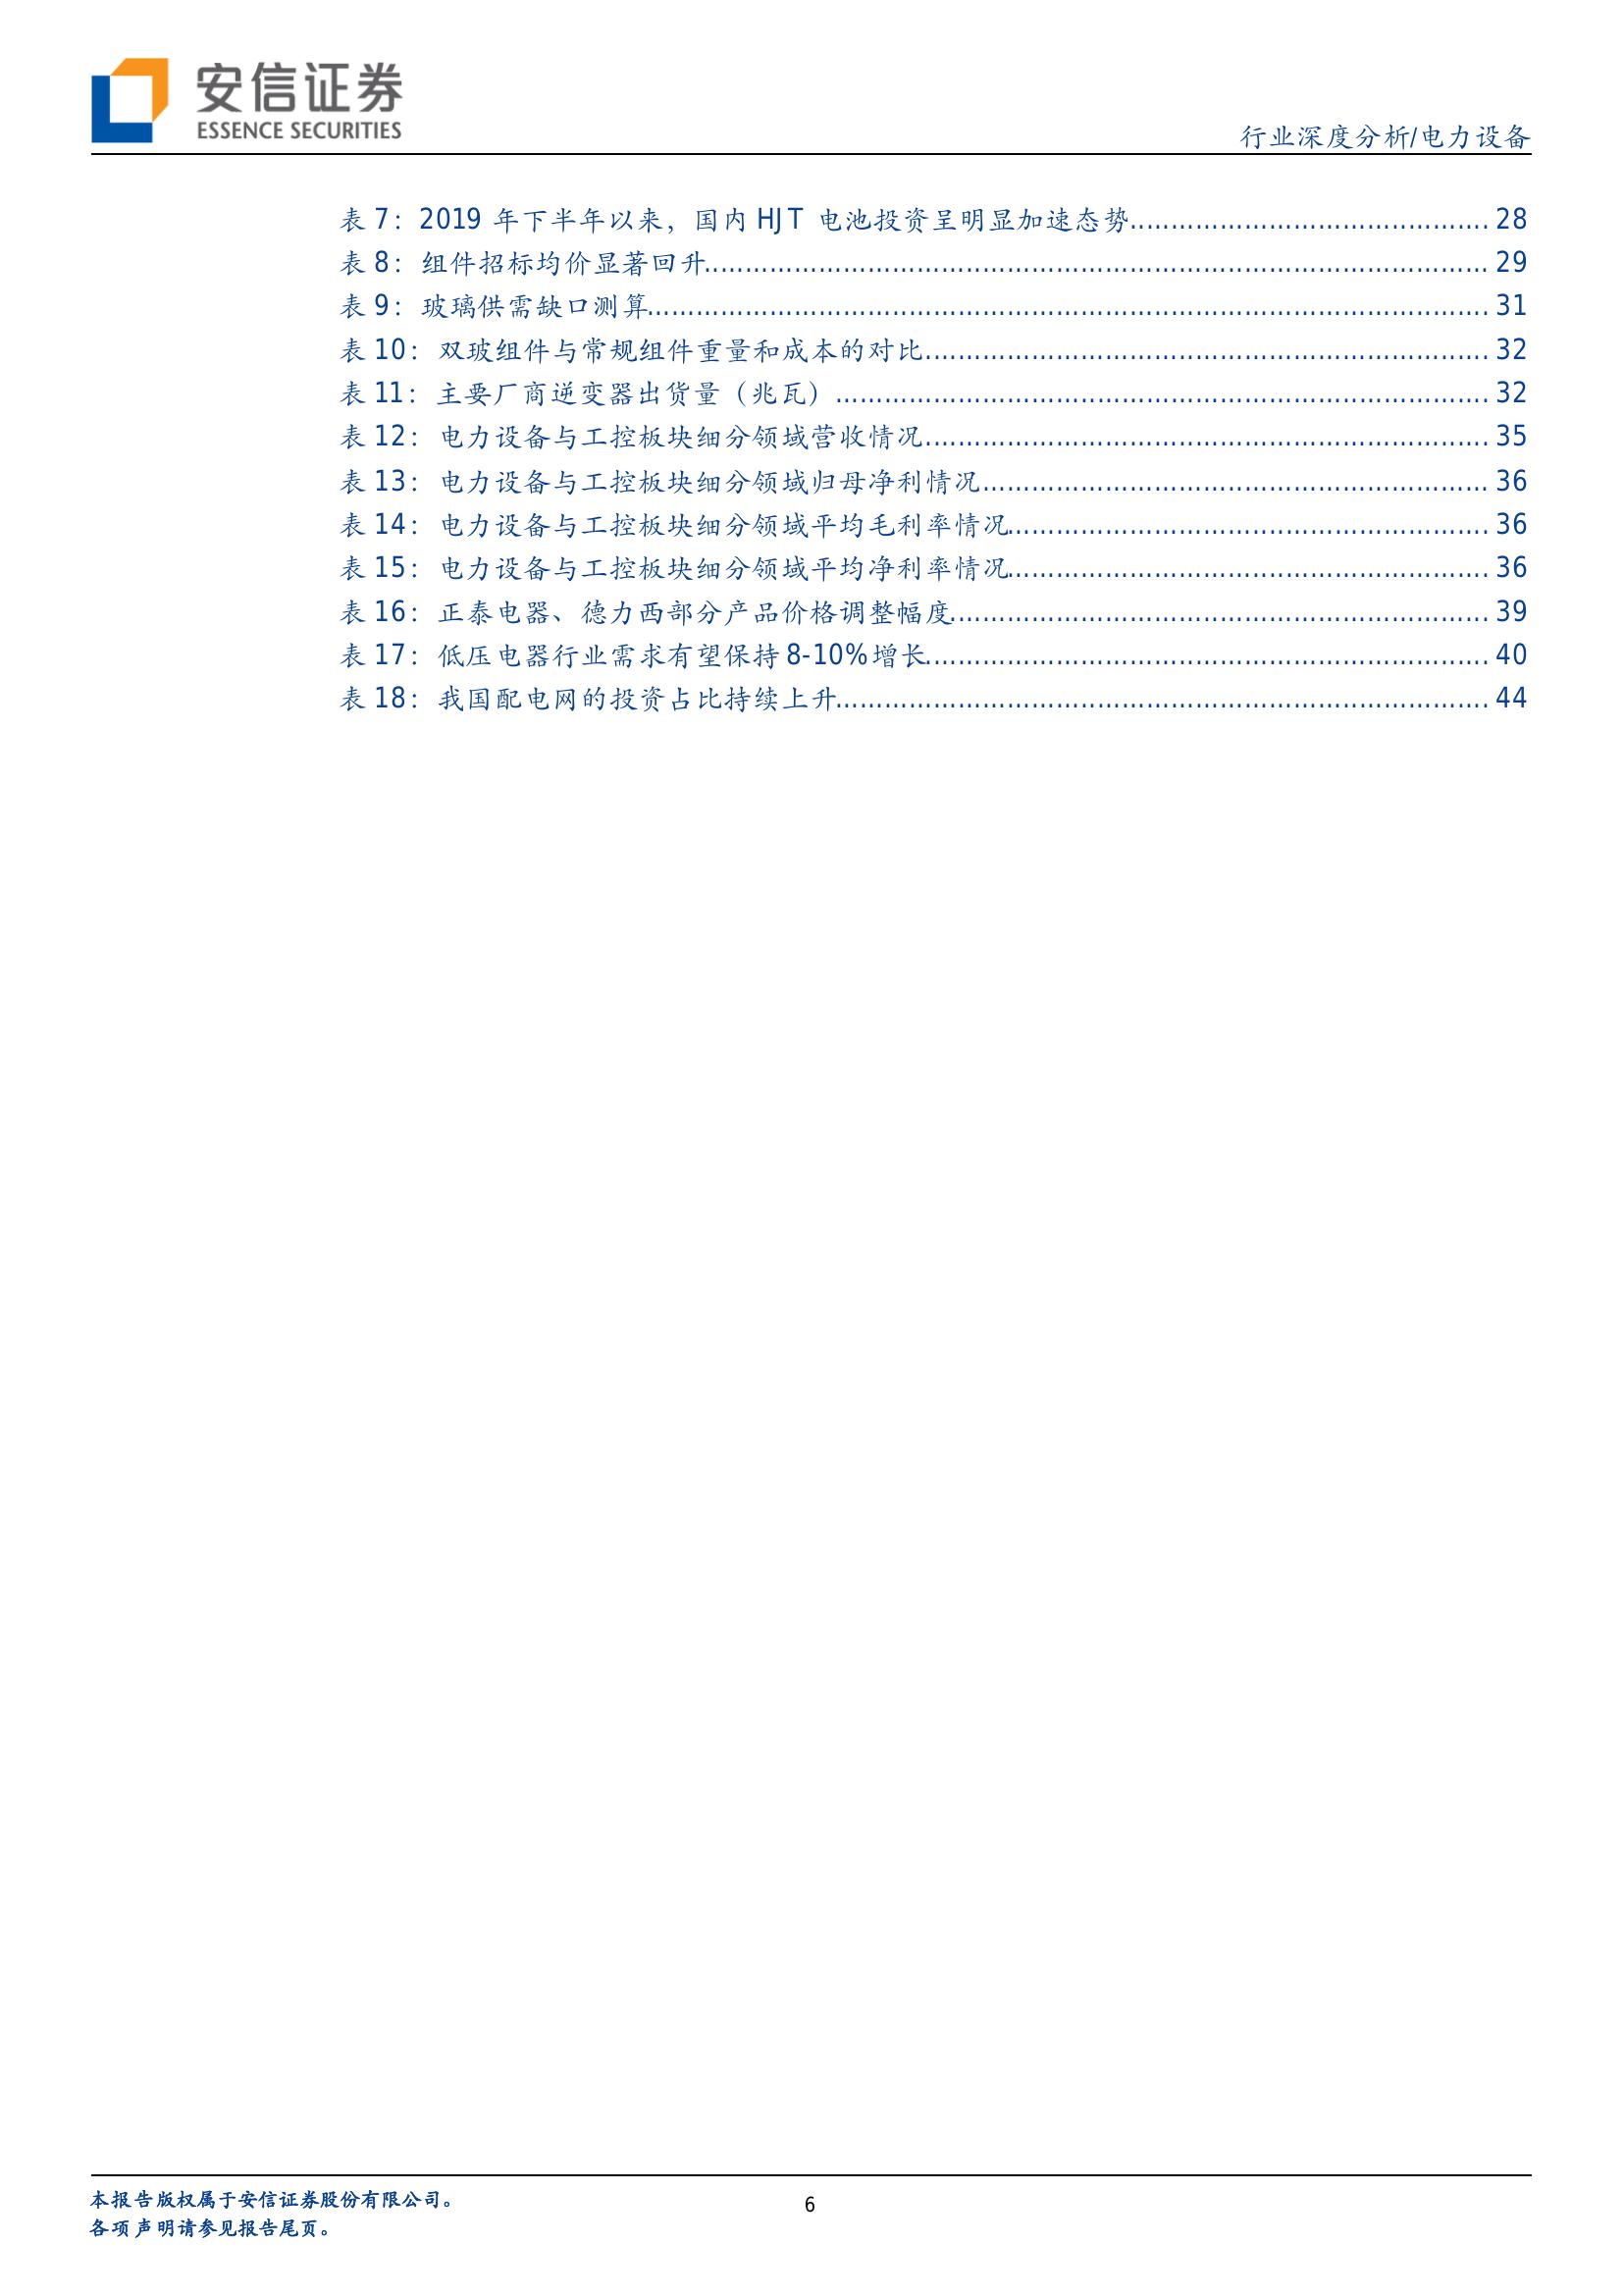 安信证券
ESSENCE SECURITIES
行业深度分析/电力设备
表 7：2019 年下半年以来，国内 HJT 电池投资呈明显加速态势........................................ 28
表 8：组件招标均价显著回升........................................ 29
表 9：玻璃供需缺口测算........................................ 31
表 10：双玻组件与常规组件重量和成本的对比........................................ 32
表 11：主要厂商逆变器出货量（兆瓦）........................................ 32
表 12：电力设备与工控板块细分领域营收情况........................................ 35
表 13：电力设备与工控板块细分领域归母净利情况........................................ 36
表 14：电力设备与工控板块细分领域平均毛利率情况........................................ 36
表 15：电力设备与工控板块细分领域平均净利率情况........................................ 36
表 16：正泰电器、德力西部分产品价格调整幅度........................................ 39
表 17：低压电器行业需求有望保持 8-10%增长........................................ 40
表 18：我国配电网的投资占比持续上升........................................ 44
本报告版权属于安信证券股份有限公司。
各项声明请参见报告尾页。
6